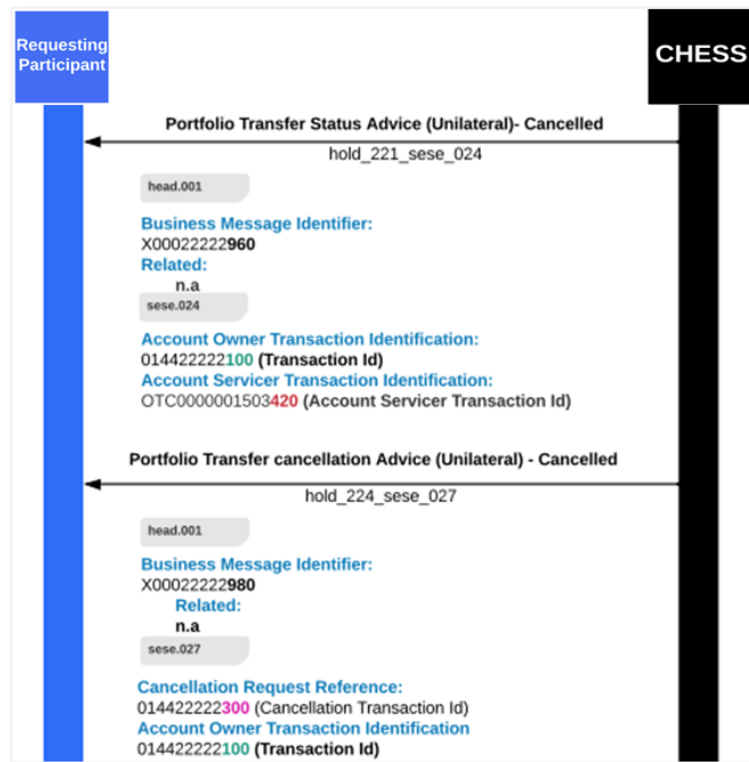 Requesting
Participant
CHESS
Portfolio Transfer Status Advice (Unilateral)- Cancelled
hold_221_sese_024
head.001
Business Message Identifier:
X00022222960
Related:
n.a
sese.024
Account Owner Transaction Identification:
014422222100 (Transaction Id)
Account Servicer Transaction Identification:
OTC0000001503420 (Account Servicer Transaction Id)
Portfolio Transfer cancellation Advice (Unilateral) - Cancelled
hold_224_sese_027
head.001
Business Message Identifier:
X00022222980
Related:
n.a
sese.027
Cancellation Request Reference:
014422222300 (Cancellation Transaction Id)
Account Owner Transaction Identification
014422222100 (Transaction Id)